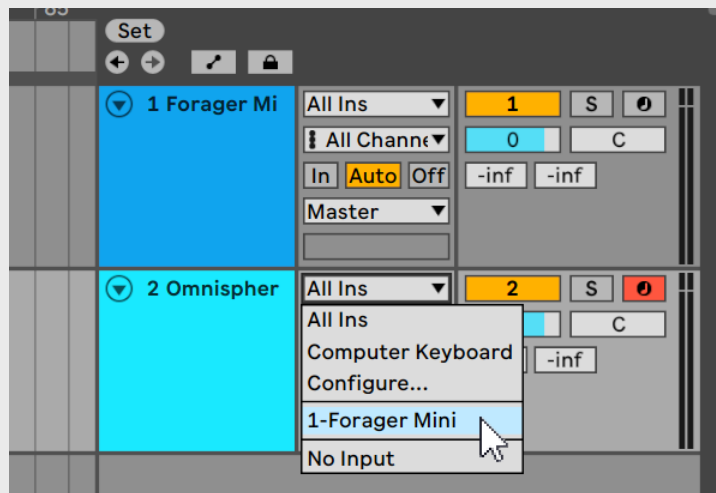 85
Set
1 Forager Mi
All Ins
1
S
All Channe
0
C
In
Auto
Off
-inf
-inf
Master
2 Omnispher
All Ins
2
S
All Ins
C
Computer Keyboard
-inf
Configure...
1-Forager Mini
No Input